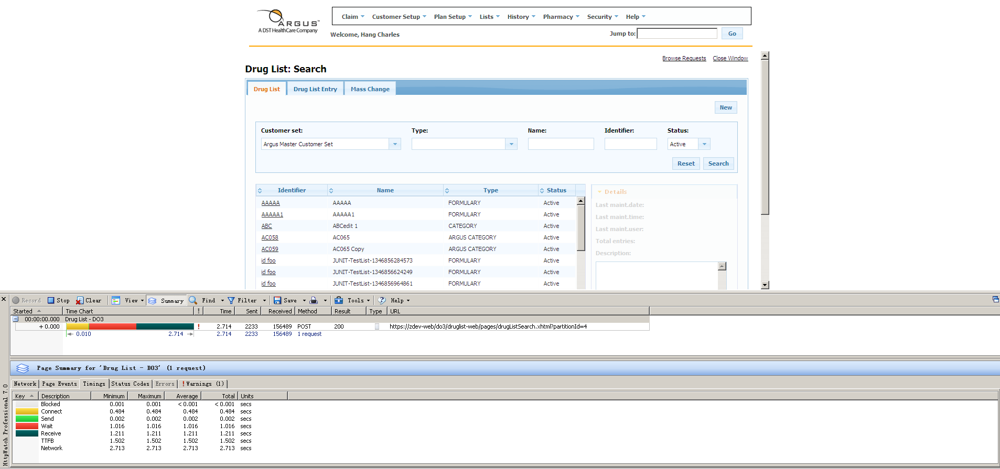 ARGUS™
A DST HealthCare Company
Claim Customer Setup Plan Setup Lists History Pharmacy Security Help
Welcome, Hang Charles
Jump to: Go
Browse Requests Close Window
Drug List: Search
Drug List Drug List Entry Mass Change
New
Customer set: Type: Name: Identifier: Status:
Argus Master Customer Set Active
Reset Search
Identifier Name Type Status
AAAAA AAAAA FORMULARY Active
AAAAA1 AAAAA1 FORMULARY Active
ABC ABCedit 1 CATEGORY Active
AC058 AC065 ARGUS CATEGORY Active
AC059 AC065 Copy ARGUS CATEGORY Active
id foo JUNIT-TestList-1346856284573 FORMULARY Active
id foo JUNIT-TestList-1346856624249 FORMULARY Active
id foo JUNIT-TestList-1346856964861 FORMULARY Active
Details
Last maint.date:
Last maint.time:
Last maint.user:
Total entries:
Description:
Record Stop Clear View Summary Find Filter Save Tools Help
Started Time Chart ! Time Sent Received Method Result Type URL
00:00:00.000 Drug List - DO3
+ 0.000 ! 2.714 2233 156489 POST 200 https://zdev-web/do3/druglist-web/pages/drugListSearch.xhtml?partitionId=4
0.010 2.714 2.714 2233 156489 1 request
Page Summary for 'Drug List - DO3' (1 request)
Network Page Events Timings Status Codes Errors ! Warnings (1)
Key Description Minimum Maximum Average Total Units
Blocked 0.001 0.001 < 0.001 < 0.001 secs
Connect 0.484 0.484 0.484 0.484 secs
Send 0.002 0.002 0.002 0.002 secs
Wait 1.016 1.016 1.016 1.016 secs
Receive 1.211 1.211 1.211 1.211 secs
TTFB 1.502 1.502 1.502 1.502 secs
Network 2.713 2.713 2.713 2.713 secs
HttpWatch Professional 7.0